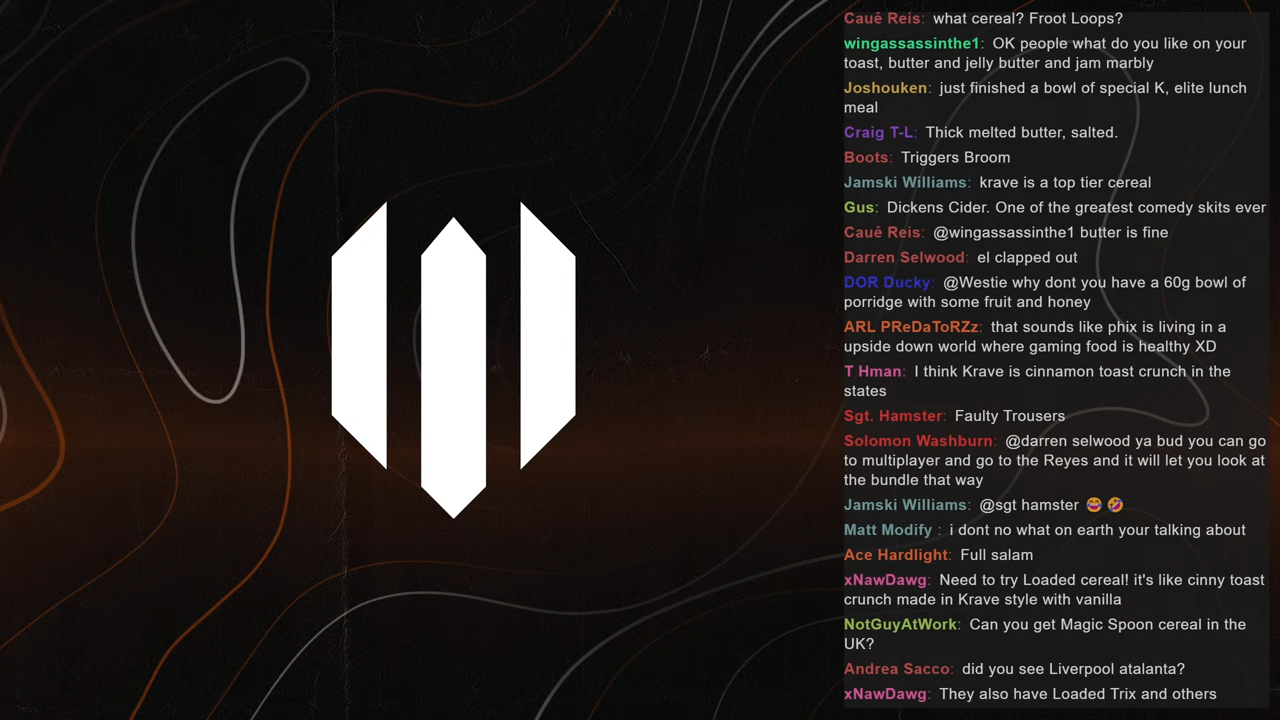 Cauê Reis: what cereal? Froot Loops?
wingassassinthe1: OK people what do you like on your
toast, butter and jelly butter and jam marbly
Joshouken: just finished a bowl of special K, elite lunch
meal
Craig T-L: Thick melted butter, salted.
Boots: Triggers Broom
Jamski Williams: krave is a top tier cereal
Gus: Dickens Cider. One of the greatest comedy skits ever
Cauê Reis: @wingassassinthe1 butter is fine
Darren Selwood: el clapped out
DOR Ducky: @Westie why dont you have a 60g bowl of
porridge with some fruit and honey
ARL PReDaToRZz: that sounds like phix is living in a
upside down world where gaming food is healthy XD
T Hman: I think Krave is cinnamon toast crunch in the
states
Sgt. Hamster: Faulty Trousers
Solomon Washburn: @darren selwood ya bud you can go
to multiplayer and go to the Reyes and it will let you look at
the bundle that way
Jamski Williams: @sgt hamster 😂 🤣
Matt Modify : i dont no what on earth your talking about
Ace Hardlight: Full salam
xNawDawg: Need to try Loaded cereal! it's like cinny toast
crunch made in Krave style with vanilla
NotGuyAtWork: Can you get Magic Spoon cereal in the
UK?
Andrea Sacco: did you see Liverpool atalanta?
xNawDawg: They also have Loaded Trix and others